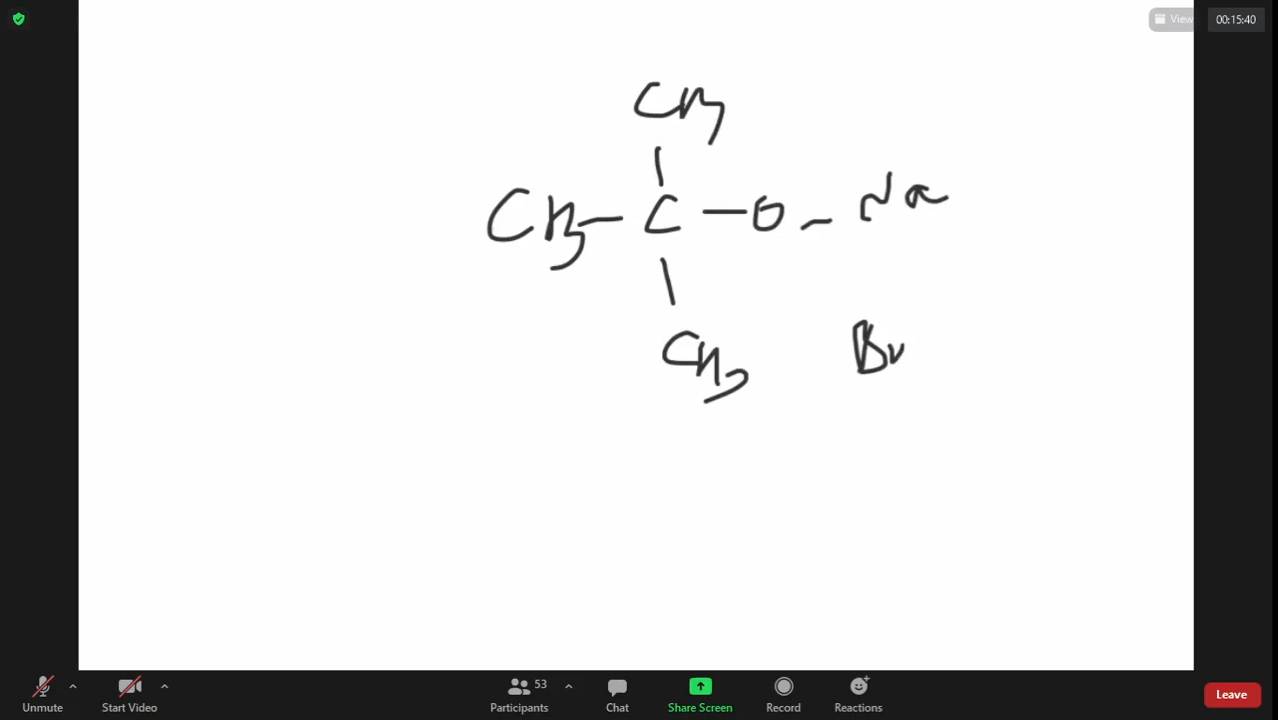 View
00:15:40
CH3
|
CH3 – C – O – Na
|
CH3
Br
Unmute
Start Video
53
Participants
Chat
Share Screen
Record
Reactions
Leave